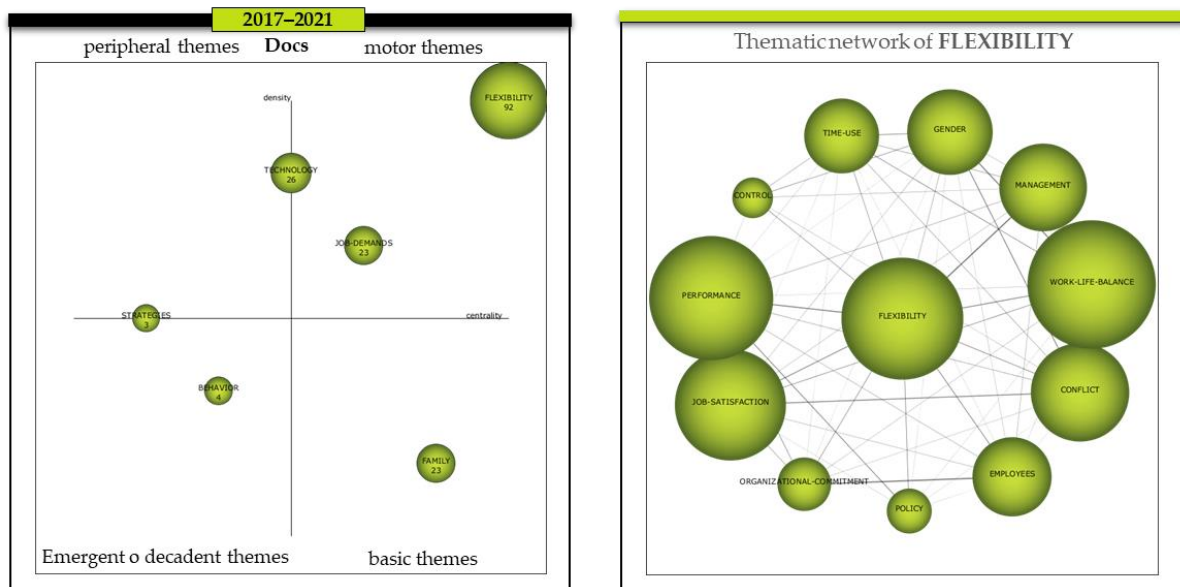 2017–2021
peripheral themes Docs motor themes
density
FLEXIBILITY
92
TECHNOLOGY
26
JOB-DEMANDS
23
STRATEGIES
3
centrality
BEHAVIOR
4
FAMILY
23
Emergent o decadent themes
basic themes
Thematic network of FLEXIBILITY
TIME-USE
GENDER
CONTROL
MANAGEMENT
PERFORMANCE
WORK-LIFE-BALANCE
FLEXIBILITY
JOB-SATISFACTION
CONFLICT
ORGANIZATIONAL-COMMITMENT
EMPLOYEES
POLICY